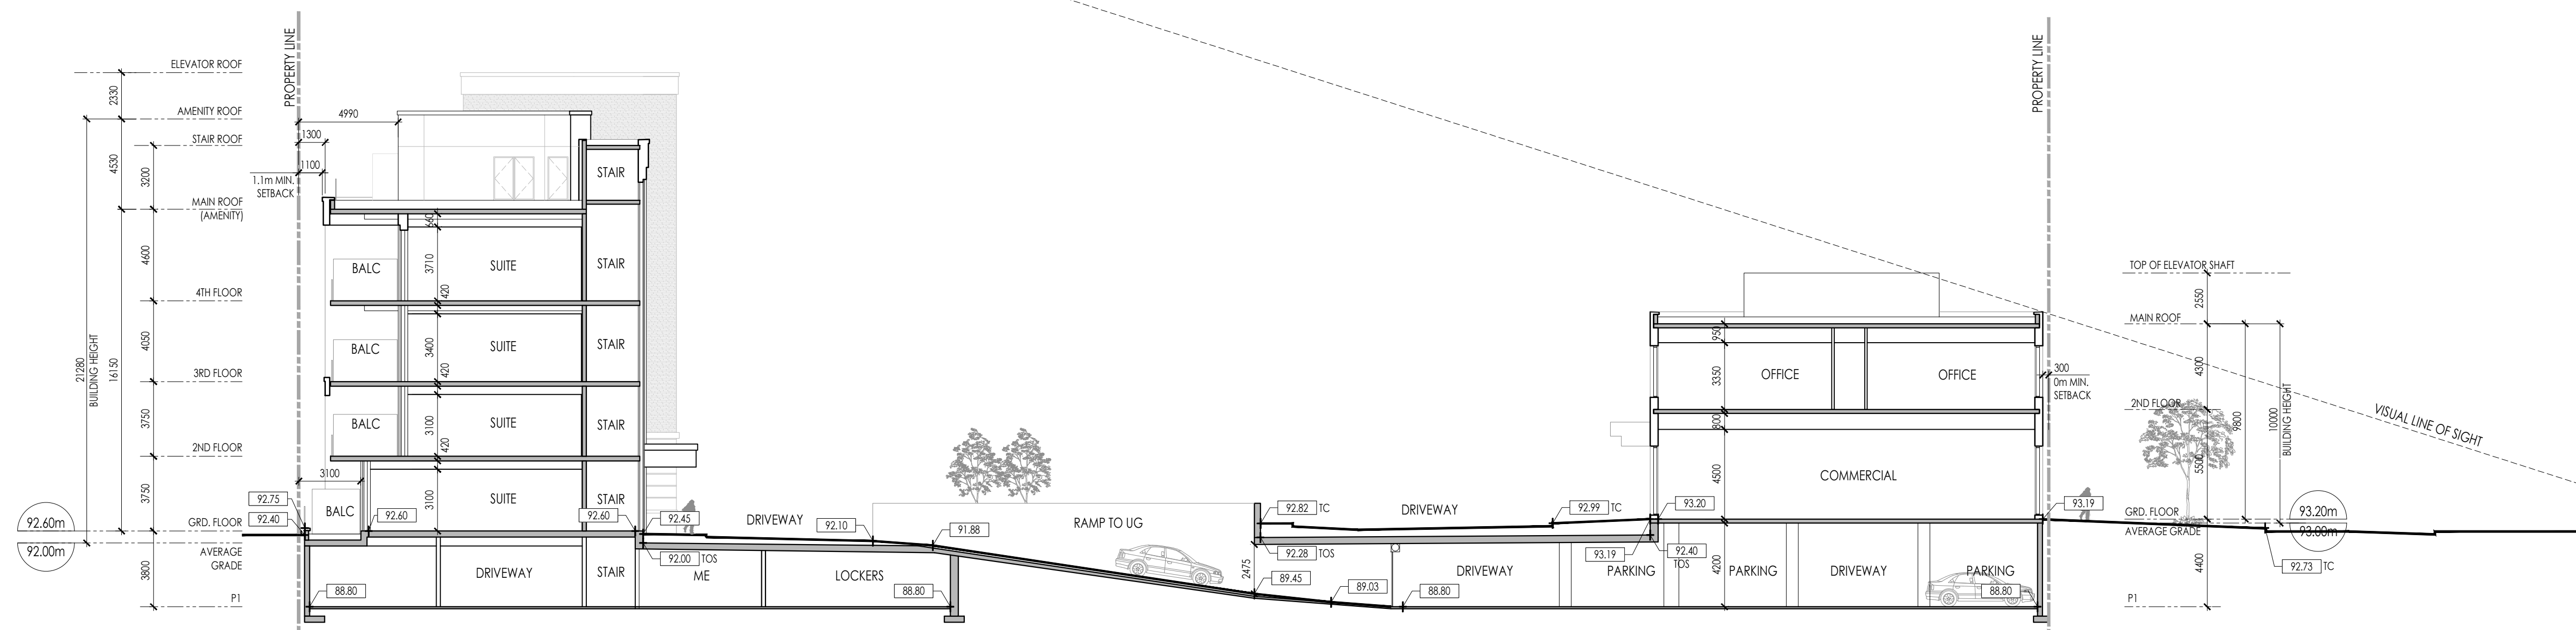 PROPERTY LINE
ELEVATOR ROOF
2330
AMENITY ROOF
4990
STAIR ROOF
1300
4530
3200
1100
1.1m MIN.
SETBACK
STAIR
MAIN ROOF
(AMENITY)
660
4600
BALC
3710
SUITE
STAIR
420
4TH FLOOR
21280
BUILDING HEIGHT
16150
4050
BALC
3400
SUITE
STAIR
420
3RD FLOOR
3750
BALC
3100
SUITE
STAIR
420
2ND FLOOR
3100
3750
BALC
3100
SUITE
STAIR
92.75
92.40
92.60
92.60
92.45
GRD. FLOOR
92.60m
92.00m
AVERAGE
GRADE
3800
P1
88.80
DRIVEWAY
STAIR
92.00 TOS
ME
LOCKERS
88.80
DRIVEWAY
92.10
91.88
RAMP TO UG
92.82 TC
92.28 TOS
2475
89.45
89.03
88.80
DRIVEWAY
92.99 TC
93.20
93.19
92.40
TOS
DRIVEWAY
PARKING
4200
PARKING
DRIVEWAY
PARKING
88.80
950
3350
OFFICE
OFFICE
800
4500
COMMERCIAL
PROPERTY LINE
300
0m MIN.
SETBACK
93.19
TOP OF ELEVATOR SHAFT
2550
MAIN ROOF
4300
2ND FLOOR
9800
10000
BUILDING HEIGHT
5500
GRD. FLOOR
AVERAGE GRADE
93.20m
93.00m
4400
92.73 TC
P1
VISUAL LINE OF SIGHT